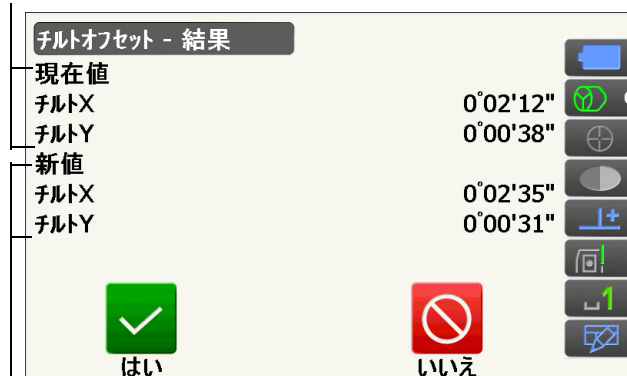 ﾁﾙﾄｵﾌｾｯﾄ - 結果
現在値
ﾁﾙﾄX 0°02'12"
ﾁﾙﾄY 0°00'38"
新値
ﾁﾙﾄX 0°02'35"
ﾁﾙﾄY 0°00'31"
はい いいえ